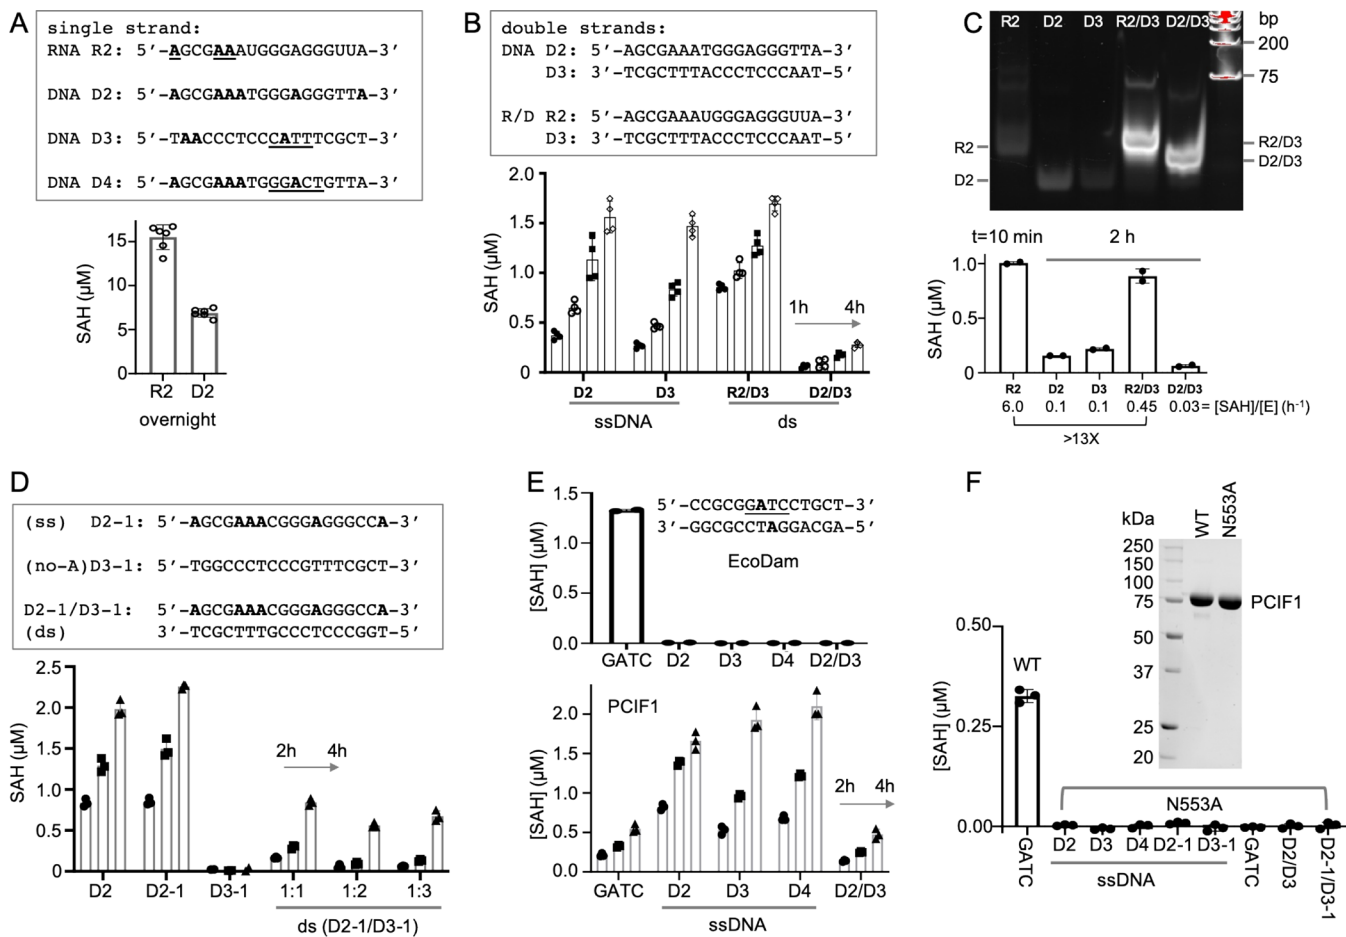 A
single strand:
RNA R2: 5′-AGCGAAAUGGGAGGGUUA-3′
DNA D2: 5′-AGCGAAATGGGAGGGTTA-3′
DNA D3: 5′-TAACCCTCCCATTTCGCT-3′
DNA D4: 5′-AGCGAAATGGGACTGTTA-3′
SAH (µM)
15
10
5
0
R2 D2
overnight
B
double strands:
DNA D2: 5′-AGCGAAATGGGAGGGTTA-3′
D3: 3′-TCGCTTTACCCTCCCAAT-5′
R/D R2: 5′-AGCGAAAUGGGAGGGUUA-3′
D3: 3′-TCGCTTTACCCTCCCAAT-5′
SAH (µM)
2.0
1.5
1.0
0.5
0
1h 4h
D2 D3 R2/D3 D2/D3
ssDNA ds
C
R2 D2 D3 R2/D3 D2/D3 bp
200
75
R2
D2
R2/D3
D2/D3
t=10 min 2 h
SAH (µM)
1.0
0.5
0
R2 D2 D3 R2/D3 D2/D3
6.0 0.1 0.1 0.45 0.03 = [SAH]/[E] (h⁻¹)
>13X
D
(ss) D2-1: 5′-AGCGAAACGGGAGGGCCA-3′
(no-A)D3-1: 5′-TGGCCCTCCCGTTTCGCT-3′
D2-1/D3-1: 5′-AGCGAAACGGGAGGGCCA-3′
(ds) 3′-TCGCTTTGCCCTCCCGGT-5′
SAH (µM)
2.5
2.0
1.5
1.0
0.5
0
2h 4h
D2 D2-1 D3-1 1:1 1:2 1:3
ds (D2-1/D3-1)
E
[SAH] (µM)
1.5
1.0
0.5
0.0
5′-CCGCGGATCCTGCT-3′
3′-GGCGCCTAGGACGA-5′
EcoDam
GATC D2 D3 D4 D2/D3
PCIF1
[SAH] (µM)
2.0
1.5
1.0
0.5
0.0
2h 4h
GATC D2 D3 D4 D2/D3
ssDNA
F
kDa WT N553A
250
150
100
75
50
37
25
20
PCIF1
[SAH] (µM)
0.50
0.25
0.00
WT
N553A
GATC D2 D3 D4 D2-1 D3-1 GATC D2/D3 D2-1/D3-1
ssDNA